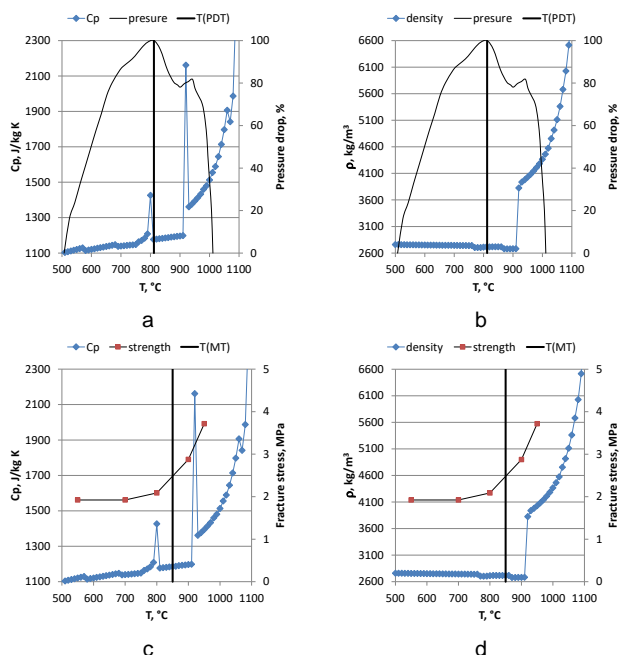 Cp presure T(PDT)
2300 2100 1900 1700 1500 1300 1100
Cp, J/kg K
100 80 60 40 20 0
Pressure drop, %
500 600 700 800 900 1000 1100
T, °C
a
density presure T(PDT)
6600 6100 5600 5100 4600 4100 3600 3100 2600
ρ, kg/m³
100 80 60 40 20 0
Pressure drop, %
500 600 700 800 900 1000 1100
T, °C
b
Cp strength T(MT)
2300 2100 1900 1700 1500 1300 1100
Cp, J/kg K
5 4 3 2 1 0
Fracture stress, MPa
500 600 700 800 900 1000 1100
T, °C
c
density strength T(MT)
6600 6100 5600 5100 4600 4100 3600 3100 2600
ρ, kg/m³
5 4 3 2 1 0
Fracture stress, MPa
500 600 700 800 900 1000 1100
T, °C
d